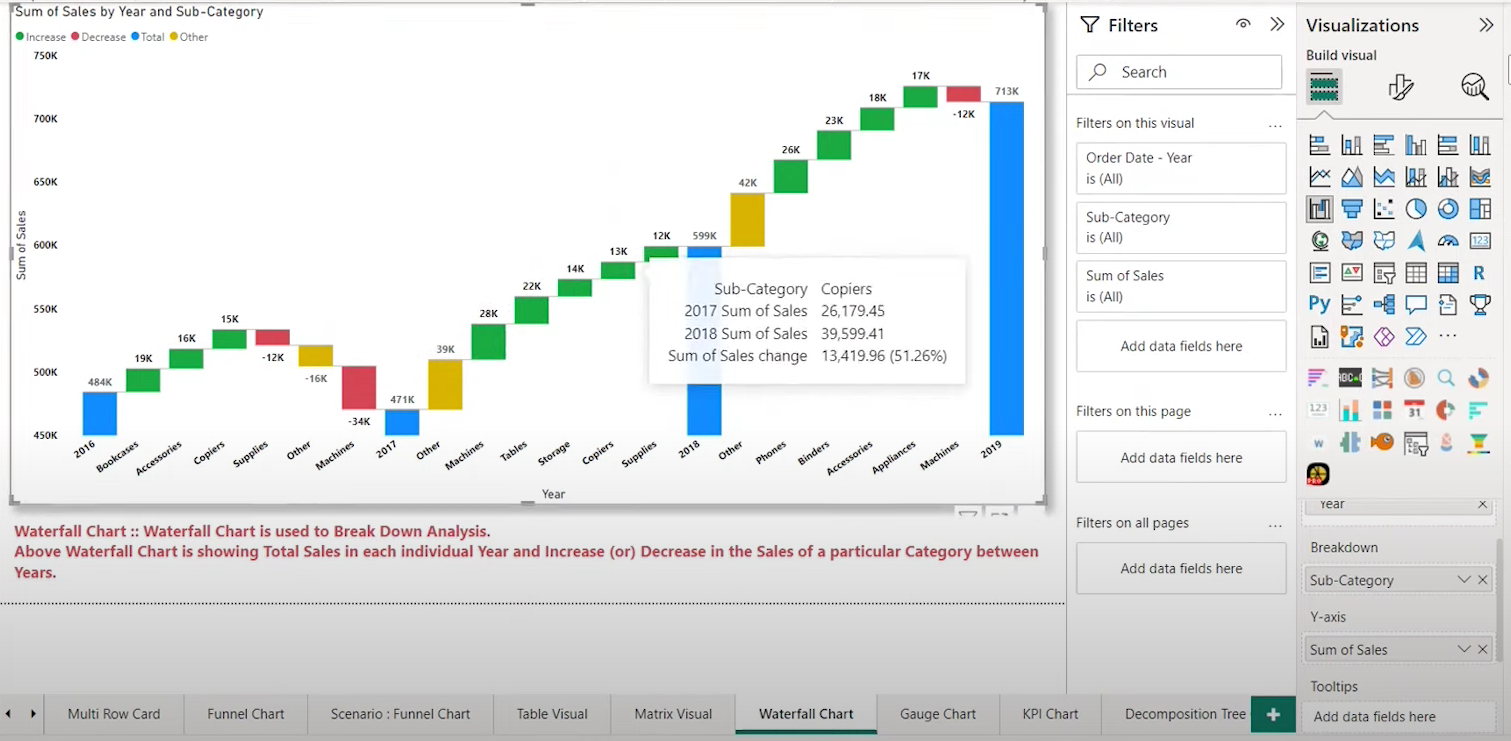 Sum of Sales by Year and Sub-Category
Increase Decrease Total Other
750K
700K
650K
600K
550K
500K
450K
Sum of Sales
484K
19K
16K
15K
-12K
-16K
-34K
471K
39K
28K
22K
14K
13K
12K
599K
42K
26K
23K
18K
17K
-12K
713K
Sub-Category Copiers
2017 Sum of Sales 26,179.45
2018 Sum of Sales 39,599.41
Sum of Sales change 13,419.96 (51.26%)
2016 Bookcases Accessories Copiers Supplies Other Machines 2017 Other Machines Tables Storage Copiers Supplies 2018 Other Phones Binders Accessories Appliances Machines 2019
Year
Waterfall Chart :: Waterfall Chart is used to Break Down Analysis.
Above Waterfall Chart is showing Total Sales in each individual Year and Increase (or) Decrease in the Sales of a particular Category between
Years.
Filters
Search
Filters on this visual ...
Order Date - Year
is (All)
Sub-Category
is (All)
Sum of Sales
is (All)
Add data fields here
Filters on this page ...
Add data fields here
Filters on all pages ...
Add data fields here
Visualizations
Build visual
123
R
Py
...
123
31
W
PRO
Year
Breakdown
Sub-Category
Y-axis
Sum of Sales
Tooltips
Add data fields here
Multi Row Card Funnel Chart Scenario : Funnel Chart Table Visual Matrix Visual Waterfall Chart Gauge Chart KPI Chart Decomposition Tree +